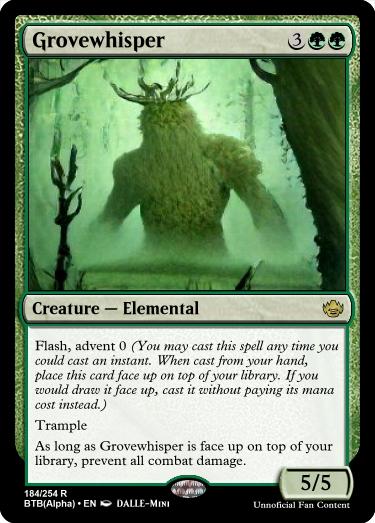 Grovewhisper 3
Creature — Elemental
Flash, advent 0 (You may cast this spell any time you
could cast an instant. When cast from your hand,
place this card face up on top of your library. If you
would draw it face up, cast it without paying its mana
cost instead.)
Trample
As long as Grovewhisper is face up on top of your
library, prevent all combat damage.
5/5
184/254 R
BTB(Alpha) • EN DALLE-Mini
Unofficial Fan Content